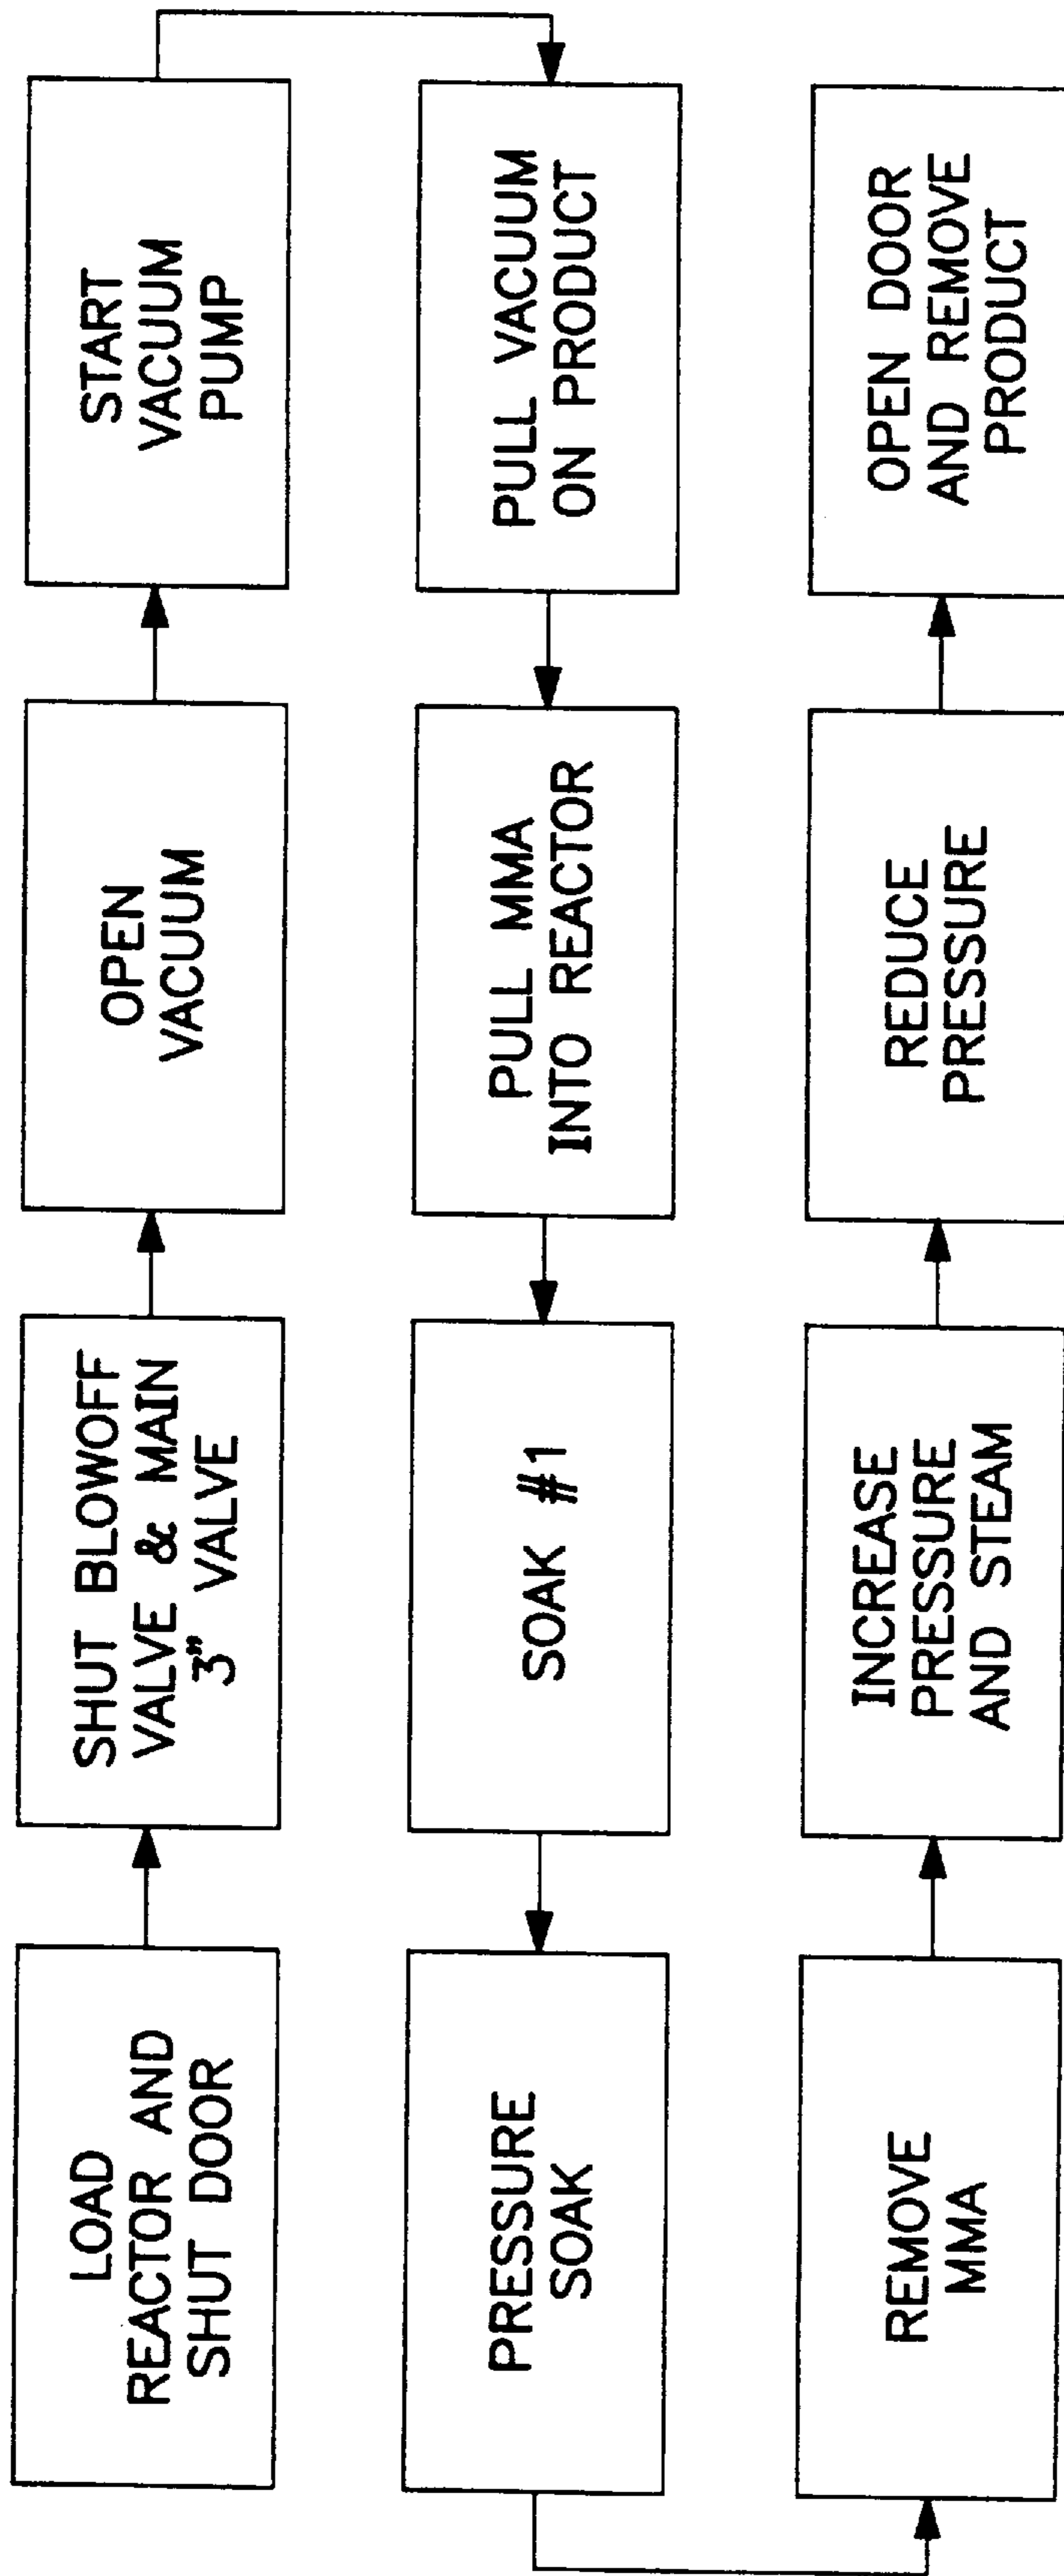 LOAD
REACTOR AND
SHUT DOOR
SHUT BLOWOFF
VALVE & MAIN
3" VALVE
OPEN
VACUUM
START
VACUUM
PUMP
PULL VACUUM
ON PRODUCT
PULL MMA
INTO REACTOR
SOAK #1
PRESSURE
SOAK
REMOVE
MMA
INCREASE
PRESSURE
AND STEAM
REDUCE
PRESSURE
OPEN DOOR
AND REMOVE
PRODUCT